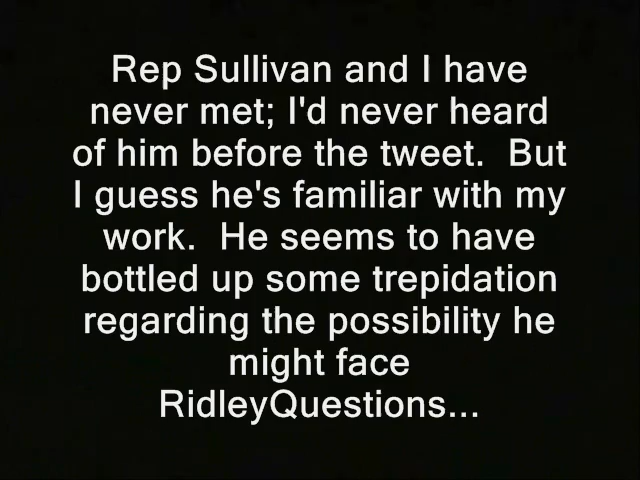 Rep Sullivan and I have
never met; I'd never heard
of him before the tweet.  But
I guess he's familiar with my
work.  He seems to have
bottled up some trepidation
regarding the possibility he
might face
RidleyQuestions...